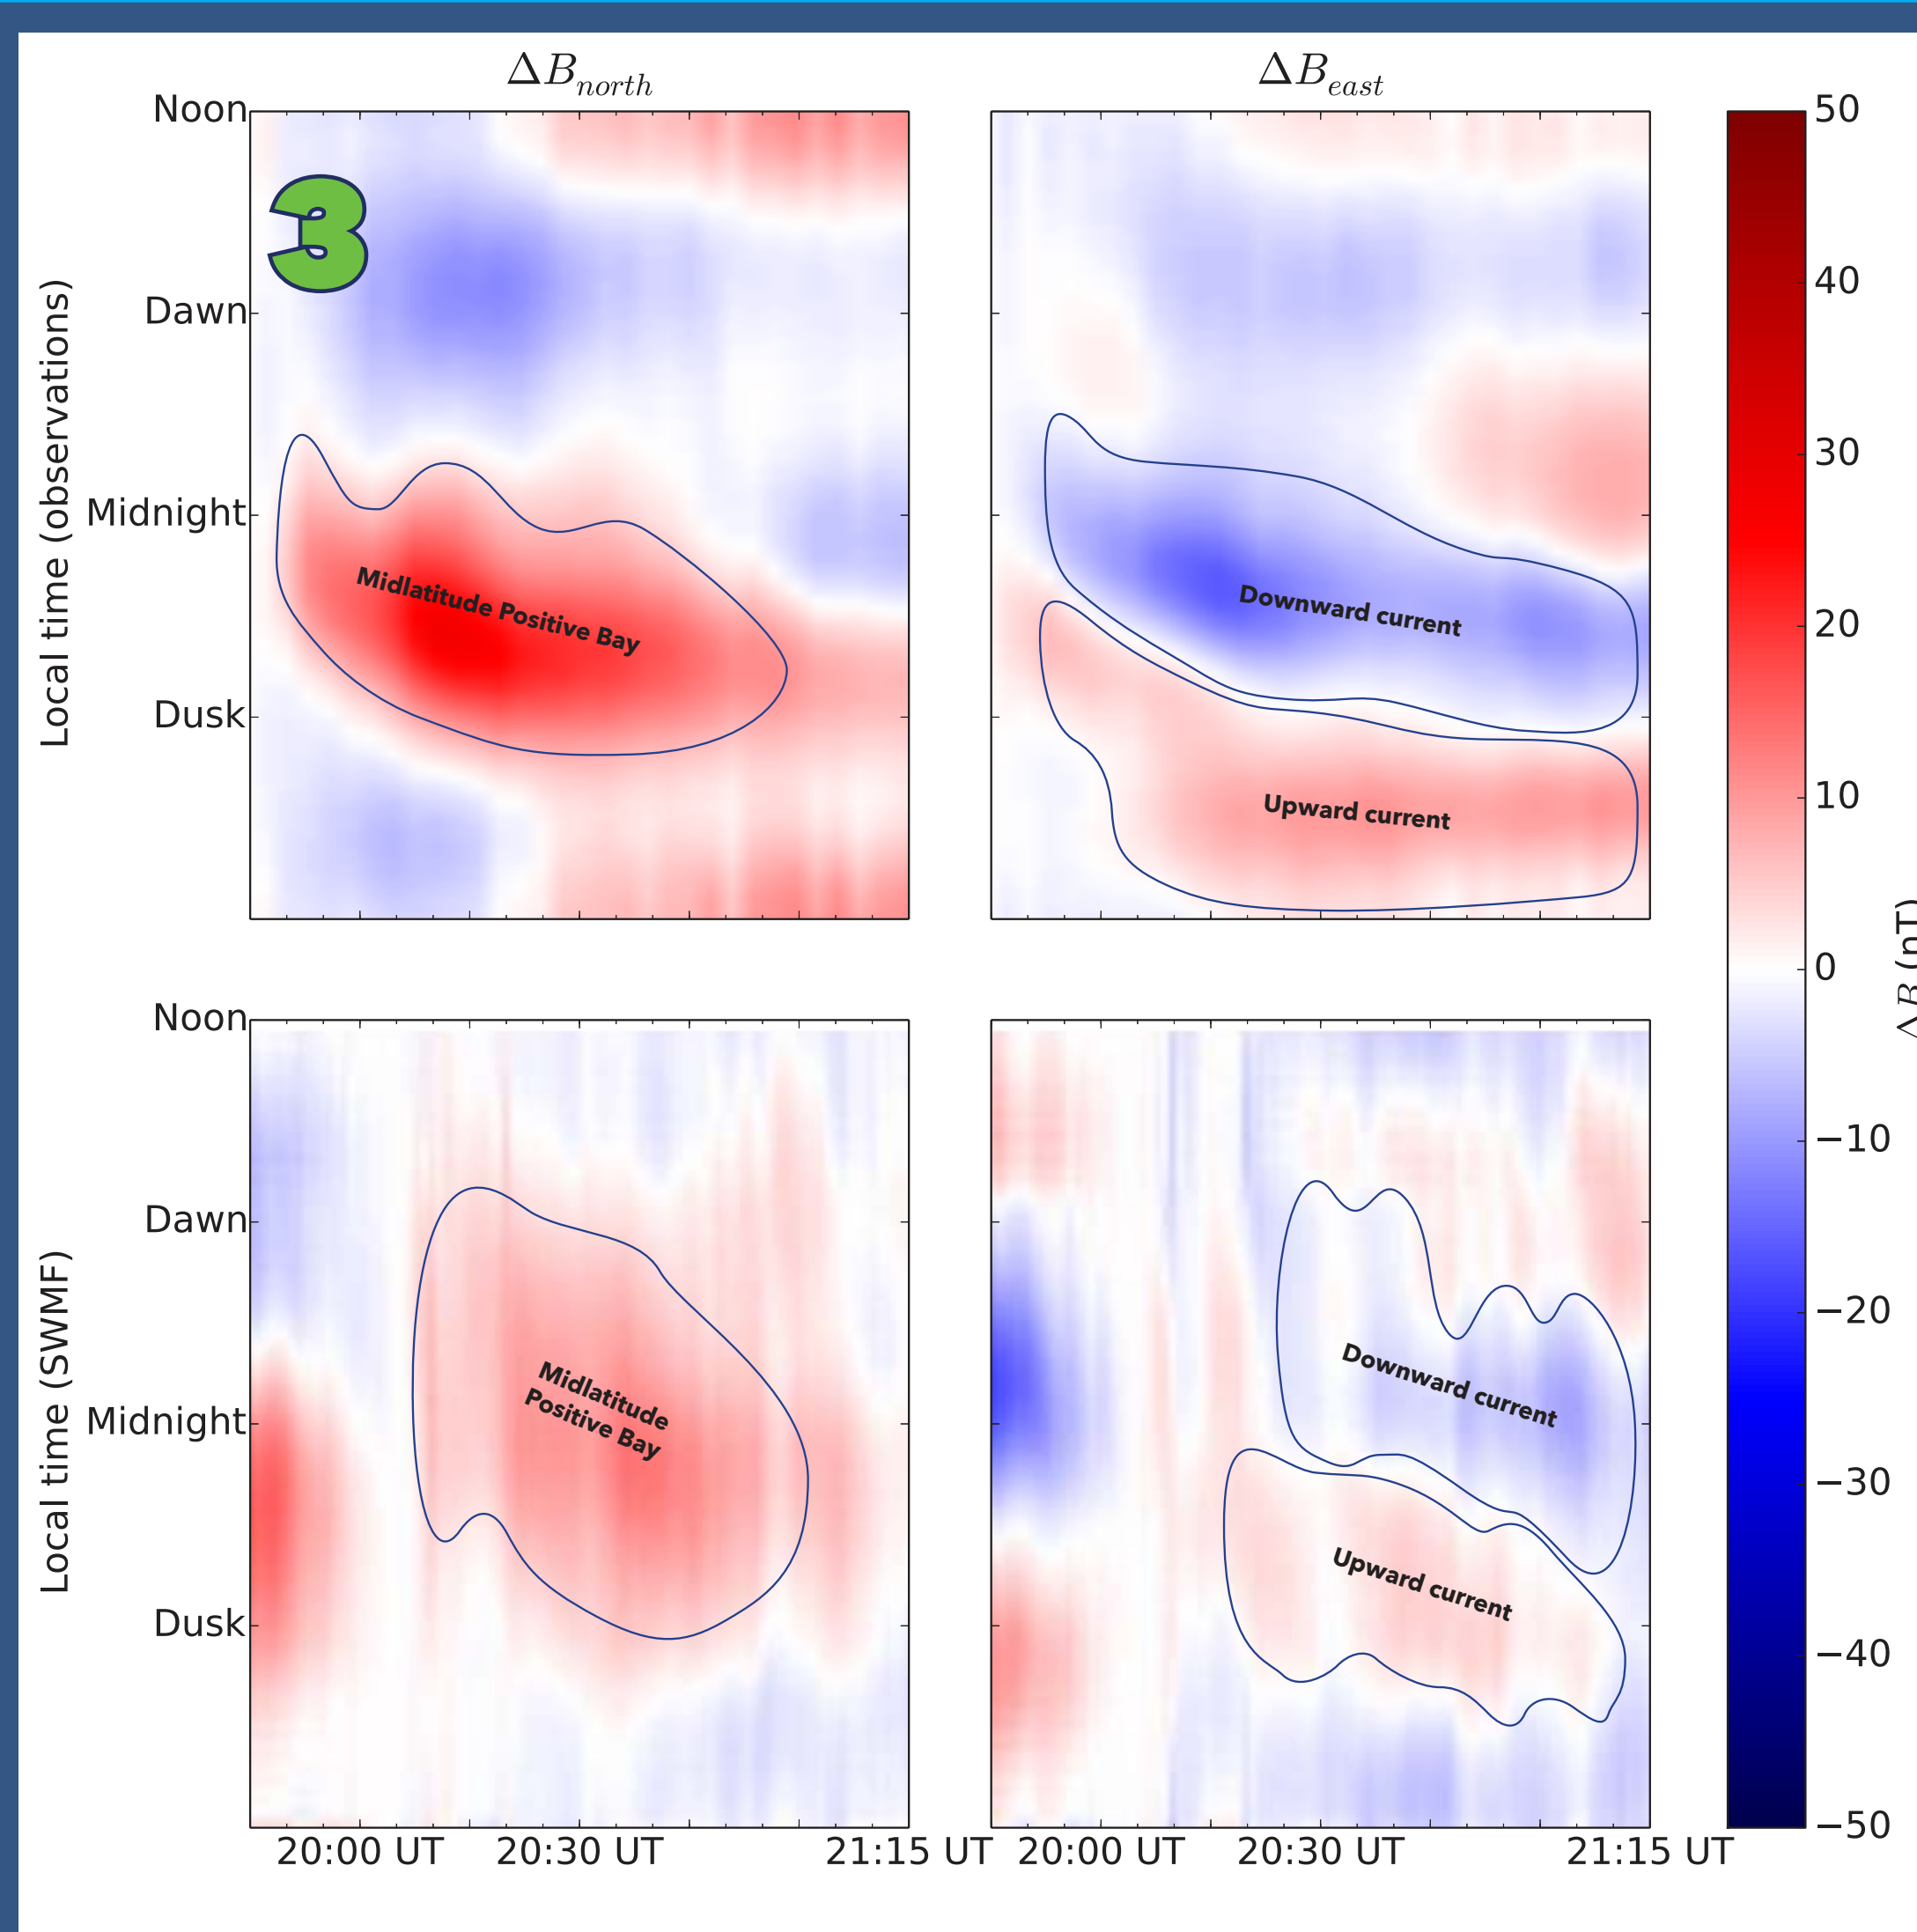 ΔB_north
ΔB_east
3
Noon
Dawn
Midnight
Dusk
Local time (observations)
Midlatitude Positive Bay
Downward current
Upward current
50
40
30
20
10
0
−10
−20
−30
−40
−50
ΔB (nT)
Noon
Dawn
Midnight
Dusk
Local time (SWMF)
Midlatitude
Positive Bay
Downward current
Upward current
20:00 UT 20:30 UT 21:15 UT
20:00 UT 20:30 UT 21:15 UT